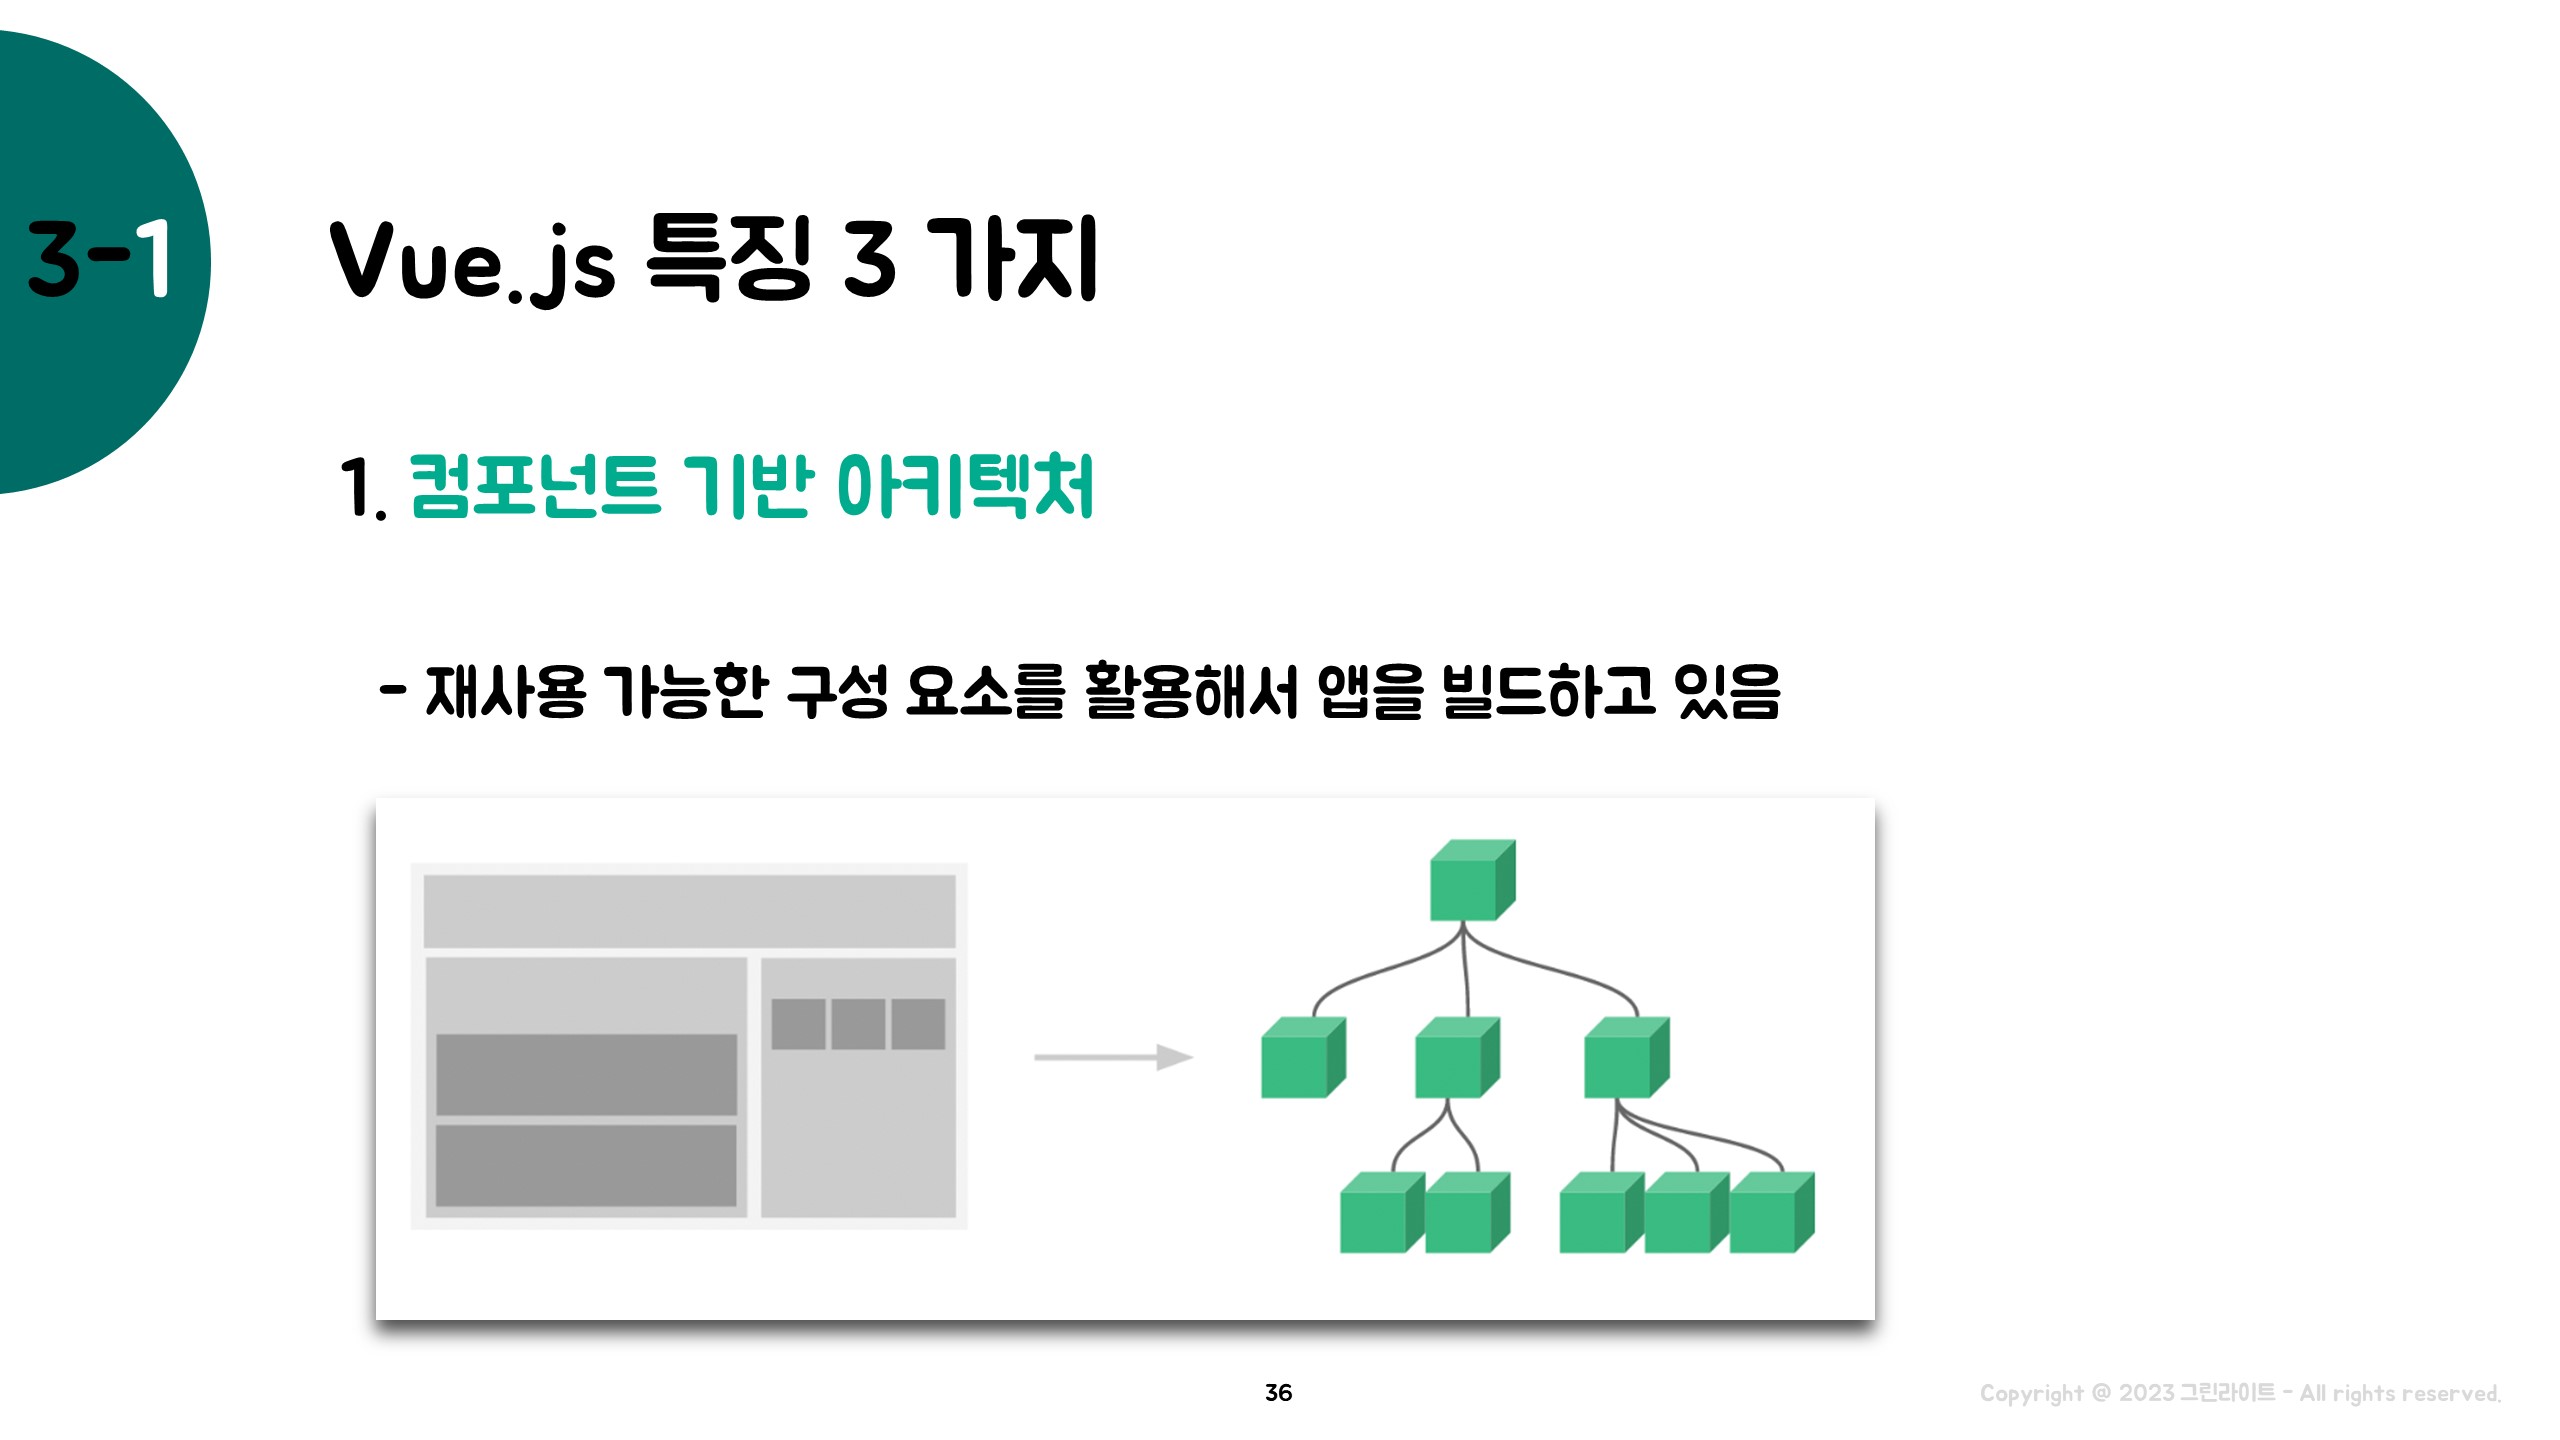 3-1
Vue.js 특징 3 가지
1. 컴포넌트 기반 아키텍처
- 재사용 가능한 구성 요소를 활용해서 앱을 빌드하고 있음
36
Copyright @ 2023 그린라이트 - All rights reserved.